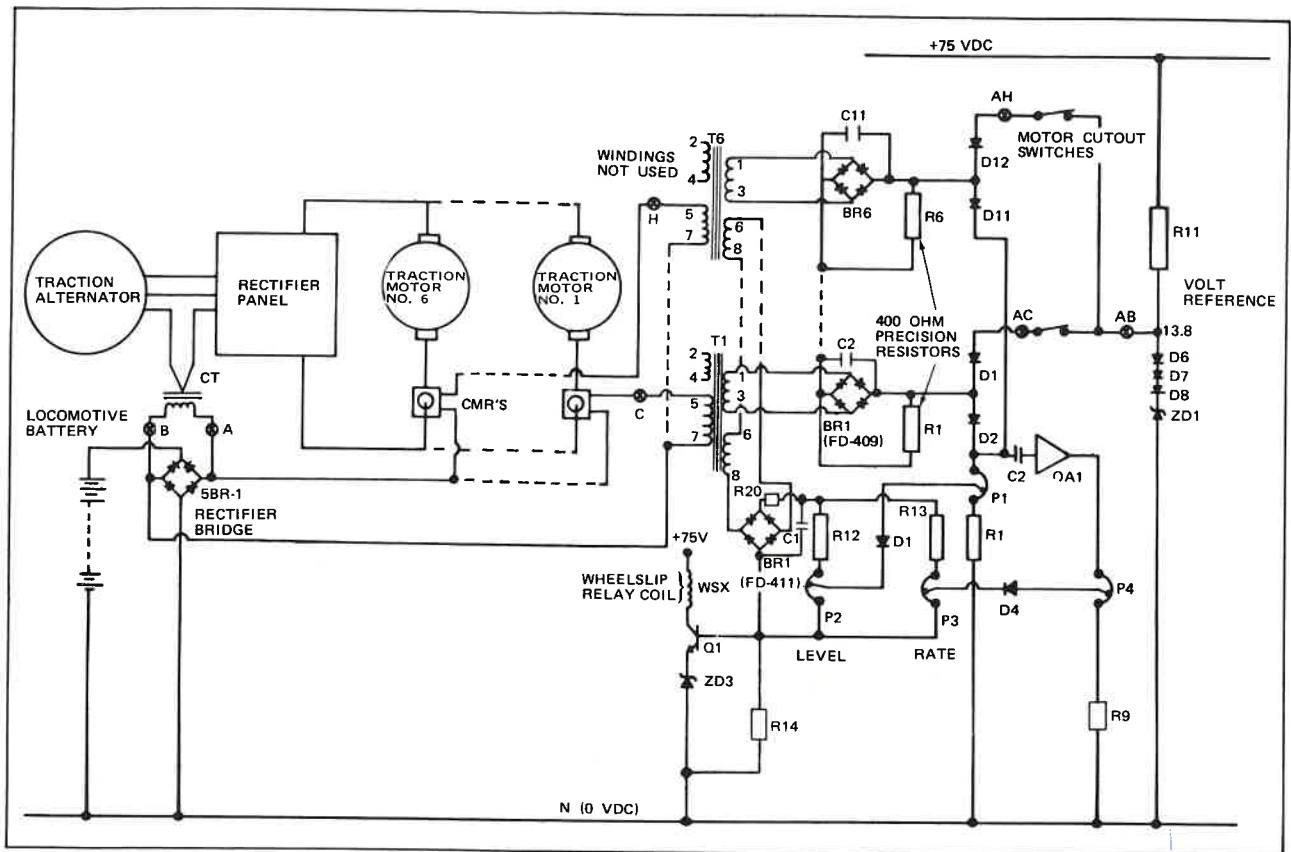 +75 VDC
AH
C11
T6
2
4
1
3
WINDINGS
NOT USED
MOTOR CUTOUT
SWITCHES
D12
D11
H
5
7
BR6
R6
6
8
R11
TRACTION
ALTERNATOR
RECTIFIER
PANEL
TRACTION
MOTOR
NO. 6
TRACTION
MOTOR
NO. 1
VOLT
REFERENCE
400 OHM
PRECISION
RESISTORS
AC
AB
13.8
T1
C2
2
4
1
3
D1
D6
D7
D8
ZD1
CT
CMR'S
C
5
7
BR1
(FD-409)
R1
D2
LOCOMOTIVE
BATTERY
B
A
6
8
C2
OA1
5BR-1
RECTIFIER
BRIDGE
R20
R13
P1
+75V
C1
R12
D1
R1
BR1
(FD-411)
WHEELSLIP
RELAY COIL
WSX
D4
P4
P2
P3
Q1
LEVEL
RATE
ZD3
R14
R9
N (0 VDC)